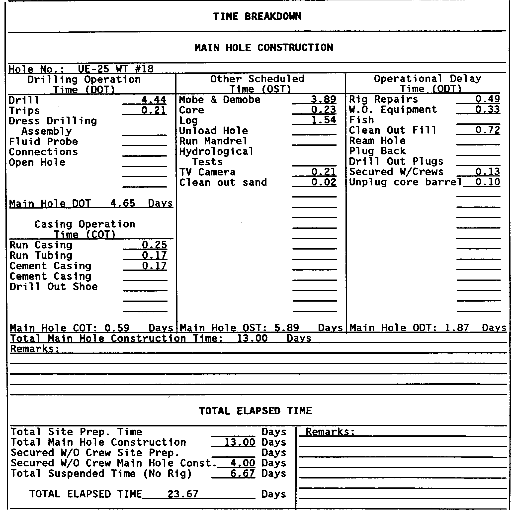 TIME BREAKDOWN
MAIN HOLE CONSTRUCTION
Hole No.: UE-25 WT #18
Drilling Operation
Time (DOT)
Drill 4.44
Trips 0.21
Dress Drilling
Assembly
Fluid Probe
Connections
Open Hole
Main Hole DOT 4.65 Days
Casing Operation
Time (COT)
Run Casing 0.25
Run Tubing 0.17
Cement Casing 0.17
Cement Casing
Drill Out Shoe
Main Hole COT: 0.59 Days
Other Scheduled
Time (OST)
Mobe & Demobe 3.89
Core 0.23
Log 1.54
Unload Hole
Run Mandrel
Hydrological
Tests
TV Camera 0.21
Clean out sand 0.02
Main Hole OST: 5.89 Days
Operational Delay
Time (ODT)
Rig Repairs 0.49
W.O. Equipment 0.33
Fish
Clean Out Fill 0.72
Ream Hole
Plug Back
Drill Out Plugs
Secured W/Crews 0.13
Unplug core barrel 0.10
Main Hole ODT: 1.87 Days
Total Main Hole Construction Time: 13.00 Days
Remarks:
TOTAL ELAPSED TIME
Total Site Prep. Time Days
Total Main Hole Construction 13.00 Days
Secured W/O Crew Site Prep. Days
Secured W/O Crew Main Hole Const. 4.00 Days
Total Suspended Time (No Rig) 6.67 Days
TOTAL ELAPSED TIME 23.67 Days
Remarks: